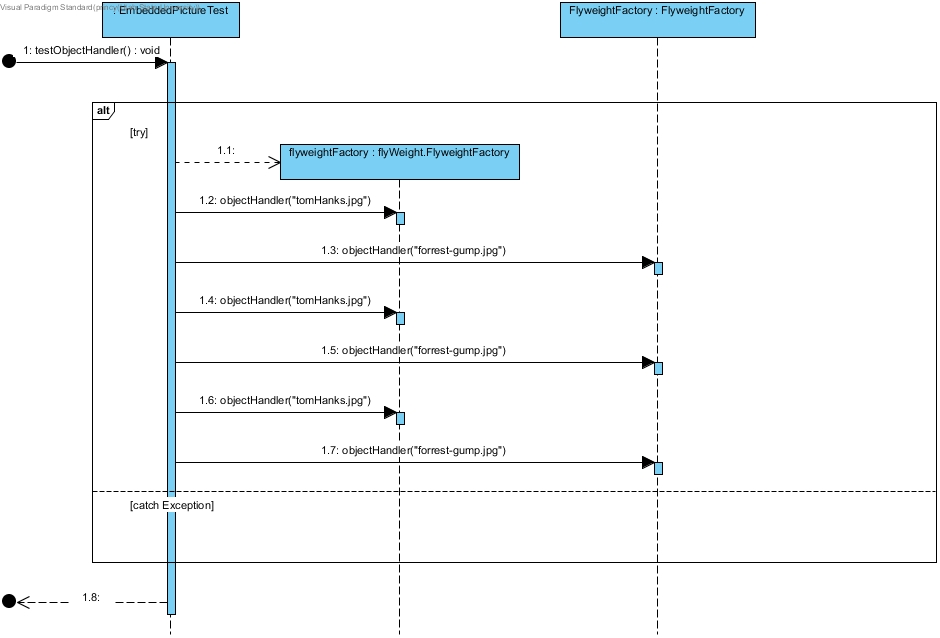 Visual Paradigm Standard(
: EmbeddedPictureTest
FlyweightFactory : FlyweightFactory
1: testObjectHandler() : void
alt
[try]
1.1:
flyweightFactory : flyWeight.FlyweightFactory
1.2: objectHandler("tomHanks.jpg")
1.3: objectHandler("forrest-gump.jpg")
1.4: objectHandler("tomHanks.jpg")
1.5: objectHandler("forrest-gump.jpg")
1.6: objectHandler("tomHanks.jpg")
1.7: objectHandler("forrest-gump.jpg")
[catch Exception]
1.8: